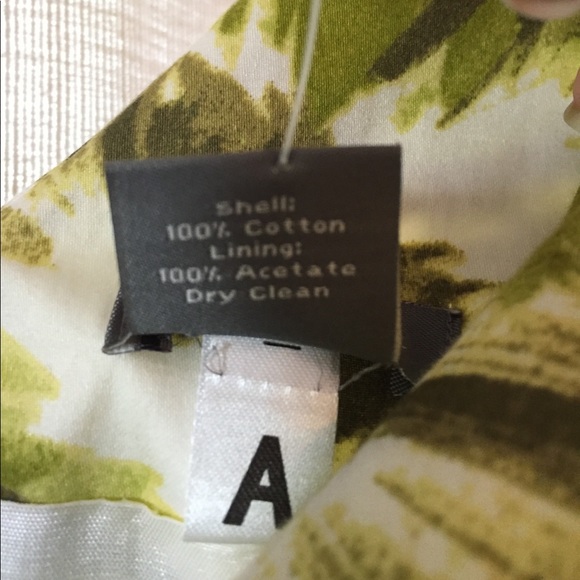 Shell:
100% Cotton
Lining:
100% Acetate
Dry Clean
A